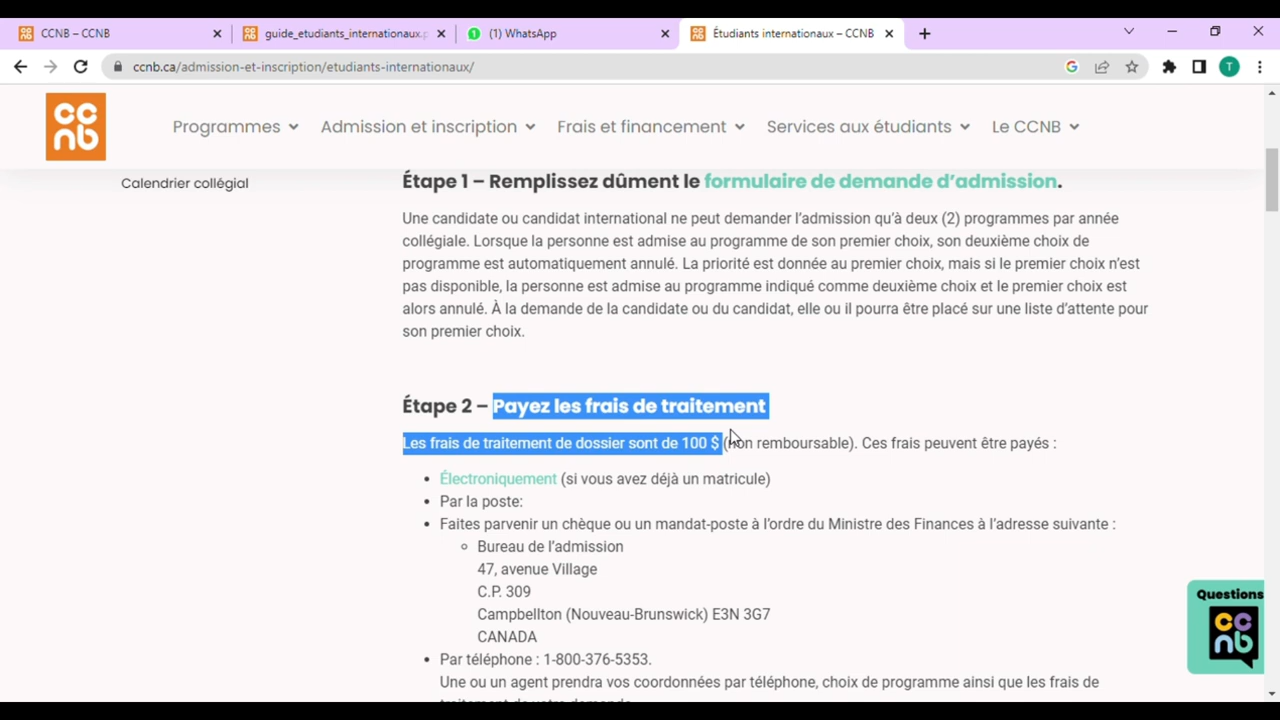 CCNB – CCNB
guide_etudiants_internationaux.p
(1) WhatsApp
Étudiants internationaux – CCNB
ccnb.ca/admission-et-inscription/etudiants-internationaux/
T
cc
nb
Programmes
Admission et inscription
Frais et financement
Services aux étudiants
Le CCNB
Calendrier collégial
Étape 1 – Remplissez dûment le formulaire de demande d’admission.
Une candidate ou candidat international ne peut demander l’admission qu’à deux (2) programmes par année
collégiale. Lorsque la personne est admise au programme de son premier choix, son deuxième choix de
programme est automatiquement annulé. La priorité est donnée au premier choix, mais si le premier choix n’est
pas disponible, la personne est admise au programme indiqué comme deuxième choix et le premier choix est
alors annulé. À la demande de la candidate ou du candidat, elle ou il pourra être placé sur une liste d’attente pour
son premier choix.
Étape 2 – Payez les frais de traitement
Les frais de traitement de dossier sont de 100 $ (non remboursable). Ces frais peuvent être payés :
• Électroniquement (si vous avez déjà un matricule)
• Par la poste:
• Faites parvenir un chèque ou un mandat-poste à l’ordre du Ministre des Finances à l’adresse suivante :
Bureau de l’admission
47, avenue Village
C.P. 309
Campbellton (Nouveau-Brunswick) E3N 3G7
CANADA
• Par téléphone : 1-800-376-5353.
Une ou un agent prendra vos coordonnées par téléphone, choix de programme ainsi que les frais de
traitement de votre demande.
Questions
cc
nb